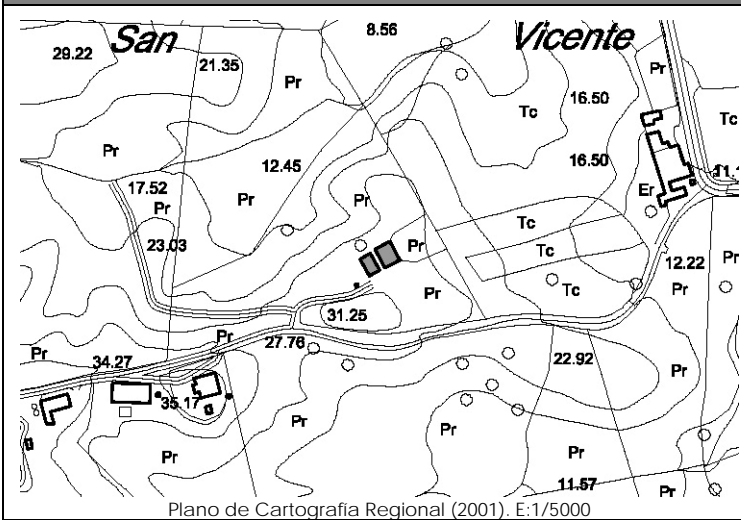 San
Vicente
8.56
29.22
21.35
Pr
Pr
Tc
16.50
Tc
Pr
12.45
16.50
11.1
17.52
Pr
Pr
Pr
Er
23.03
Tc
Pr
Tc
12.22
Pr
Tc
Pr
Pr
31.25
Pr
27.76
Pr
34.27
22.92
Pr
35.17
Pr
Pr
Pr
Pr
11.57
Pr
Plano de Cartografía Regional (2001). E:1/5000